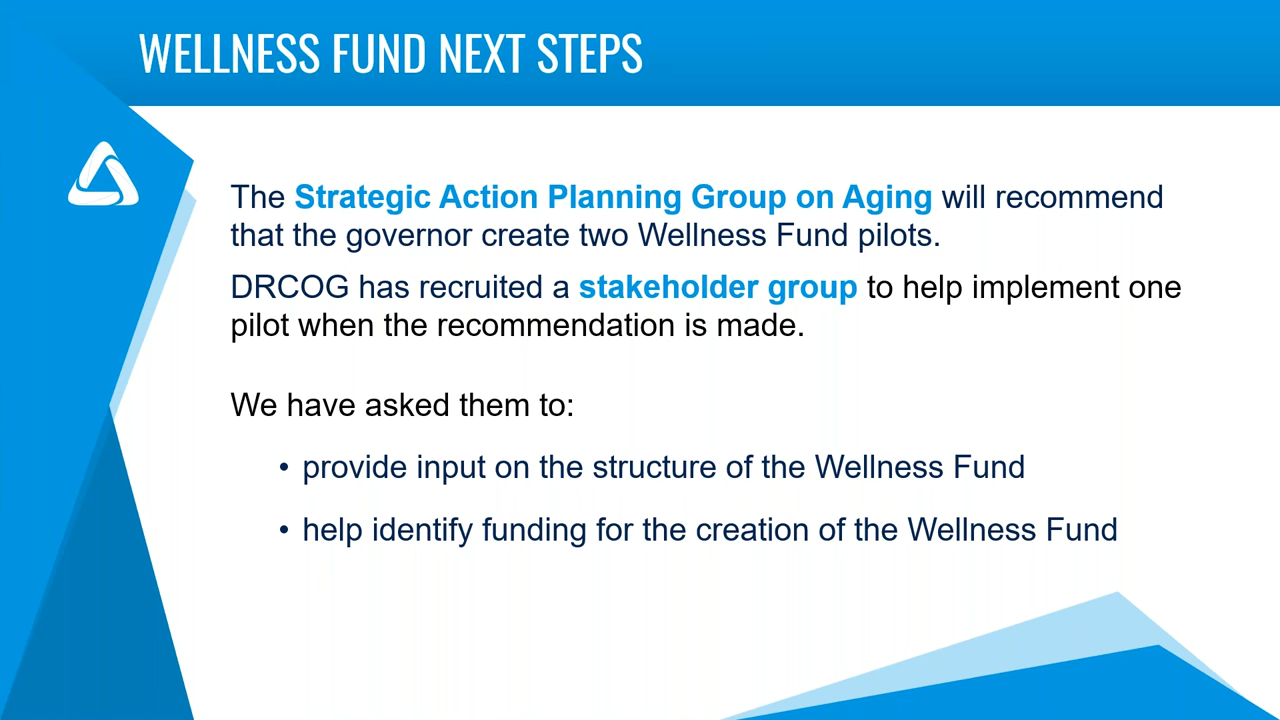 WELLNESS FUND NEXT STEPS
The Strategic Action Planning Group on Aging will recommend
that the governor create two Wellness Fund pilots.
DRCOG has recruited a stakeholder group to help implement one
pilot when the recommendation is made.
We have asked them to:
• provide input on the structure of the Wellness Fund
• help identify funding for the creation of the Wellness Fund